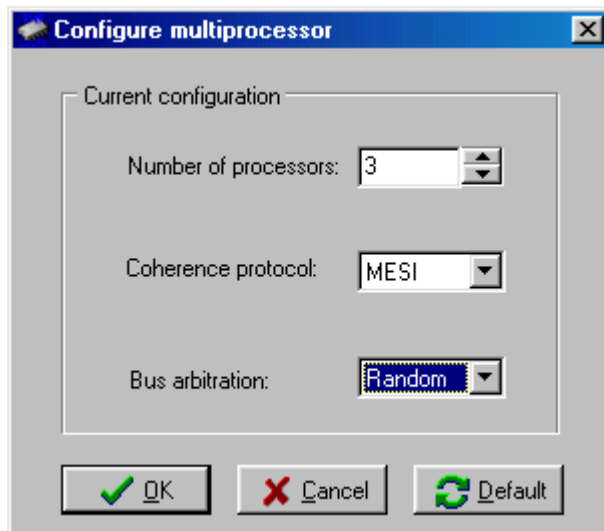 Configure multiprocessor
Current configuration
Number of processors: 3
Coherence protocol: MESI
Bus arbitration: Random
OK Cancel Default